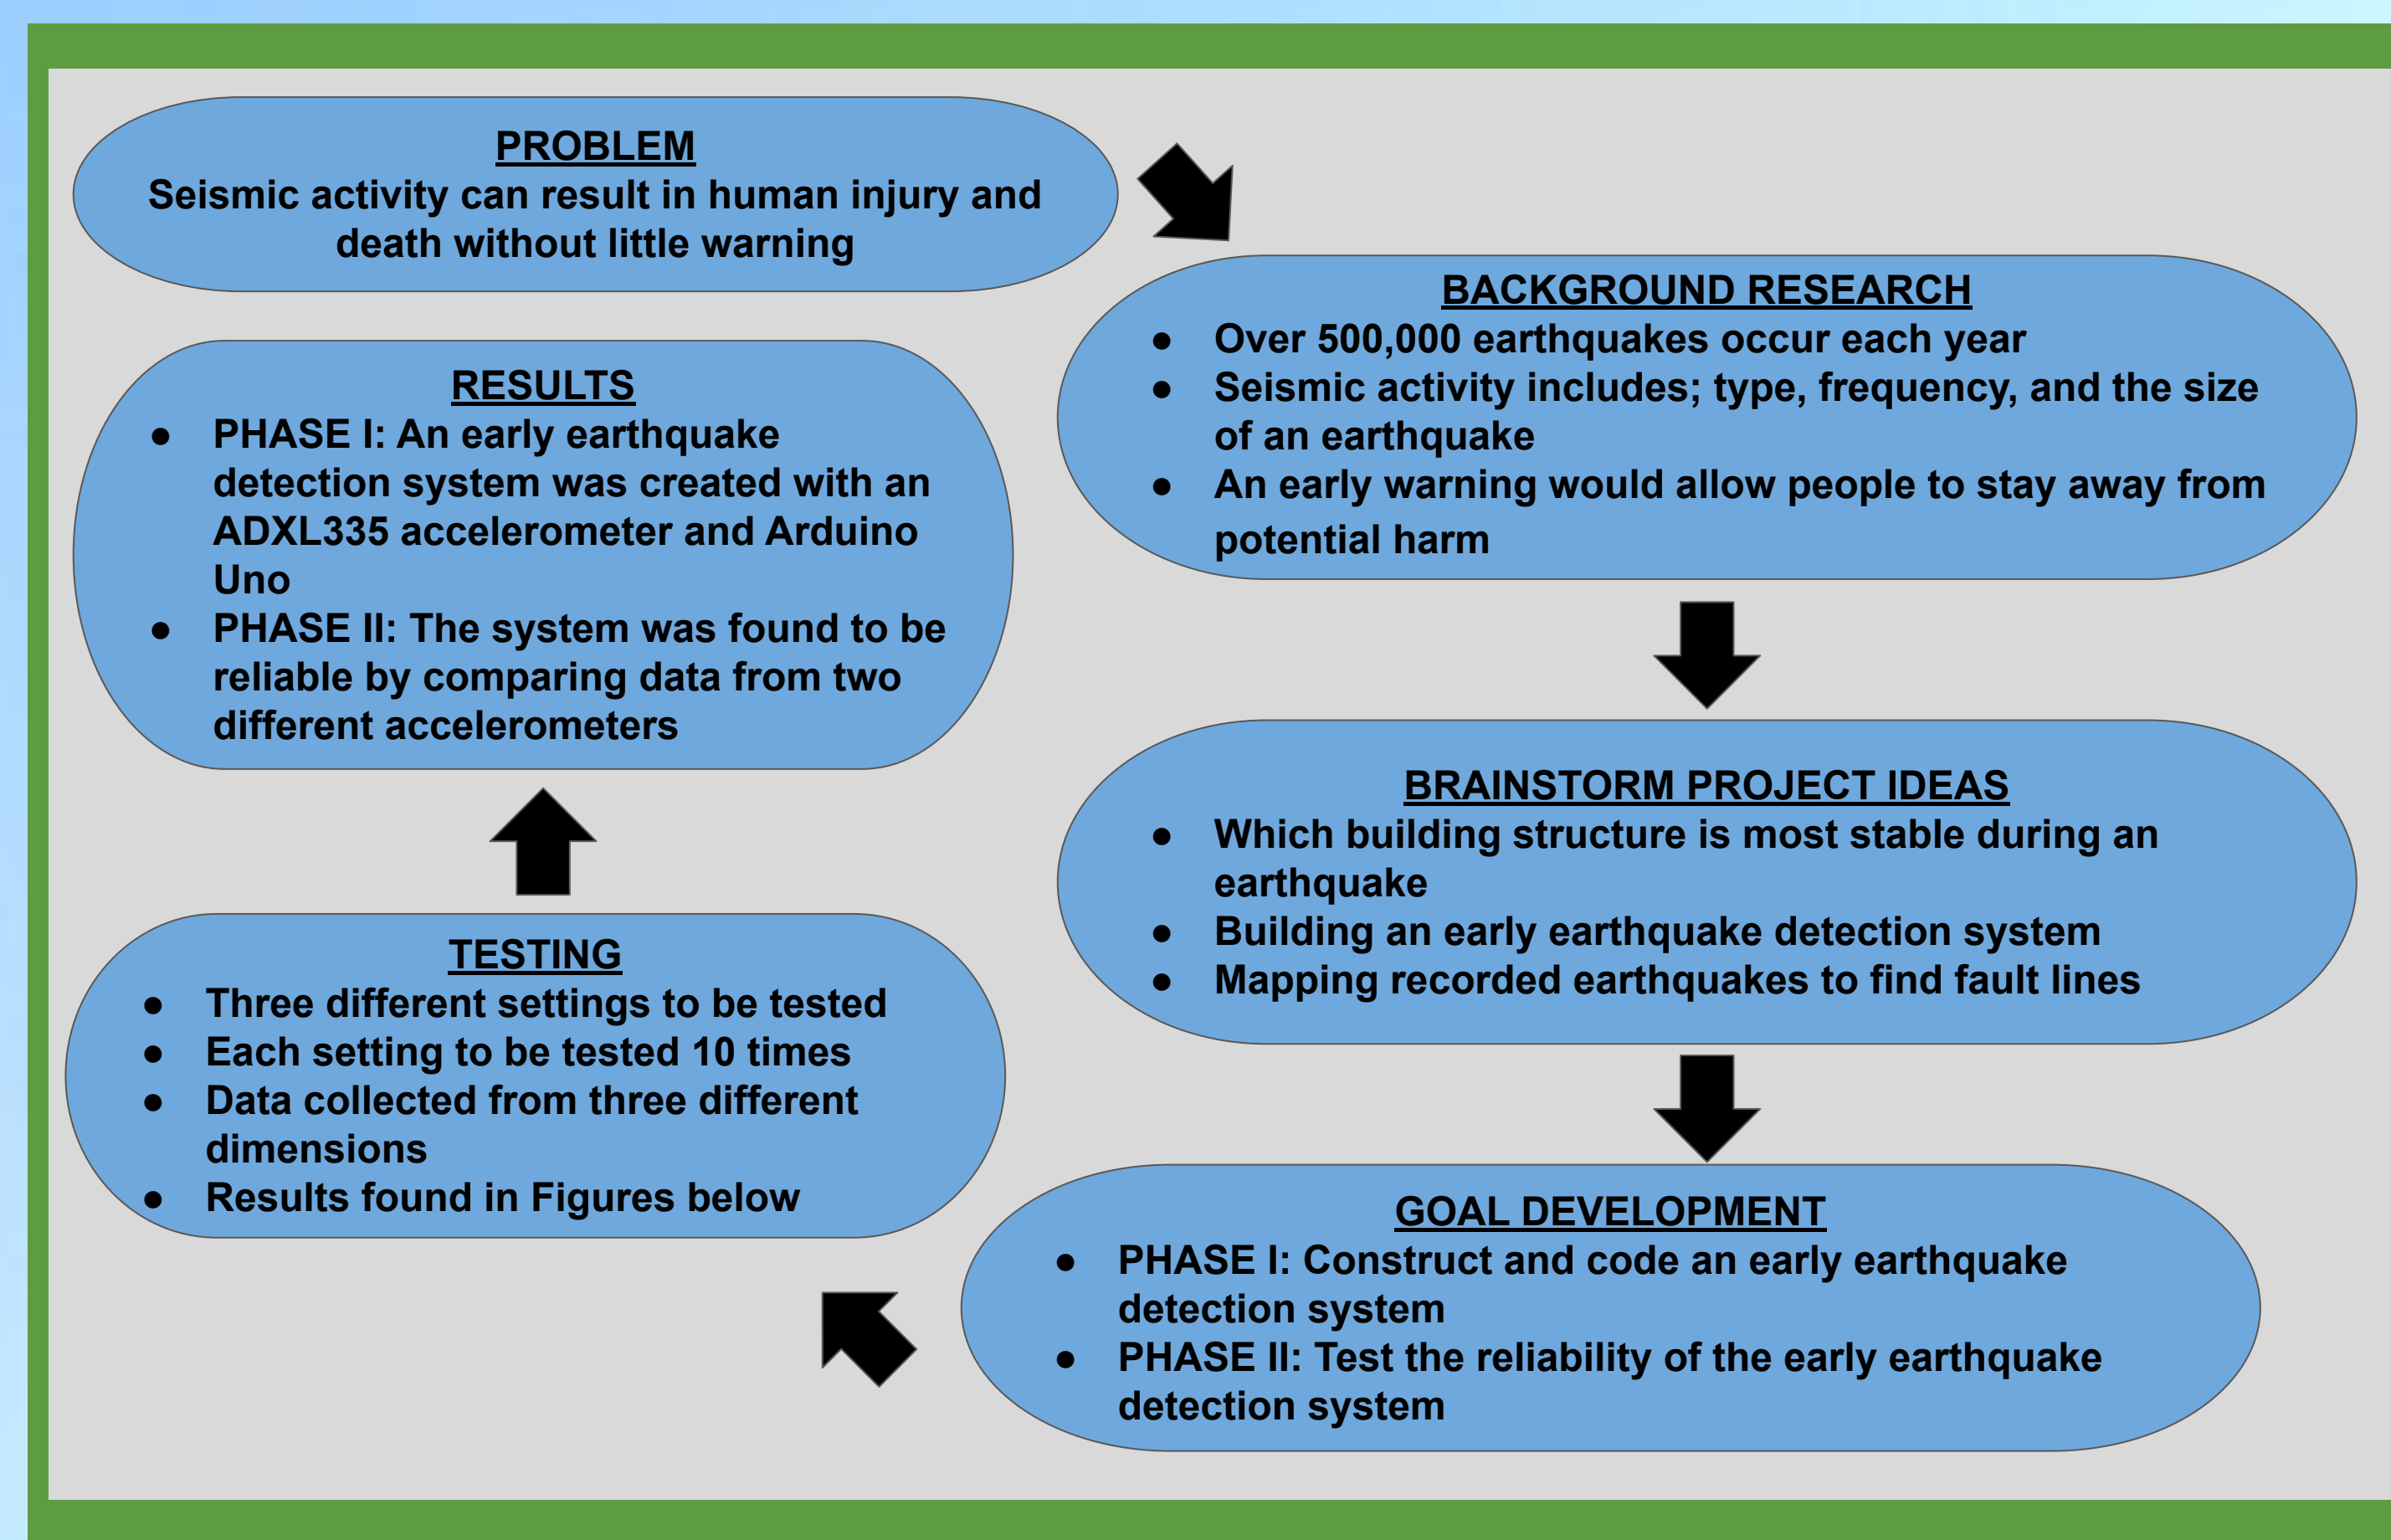 PROBLEM
Seismic activity can result in human injury and
death without little warning
BACKGROUND RESEARCH
● Over 500,000 earthquakes occur each year
● Seismic activity includes; type, frequency, and the size
of an earthquake
● An early warning would allow people to stay away from
potential harm
BRAINSTORM PROJECT IDEAS
● Which building structure is most stable during an
earthquake
● Building an early earthquake detection system
● Mapping recorded earthquakes to find fault lines
GOAL DEVELOPMENT
● PHASE I: Construct and code an early earthquake
detection system
● PHASE II: Test the reliability of the early earthquake
detection system
TESTING
● Three different settings to be tested
● Each setting to be tested 10 times
● Data collected from three different
dimensions
● Results found in Figures below
RESULTS
● PHASE I: An early earthquake
detection system was created with an
ADXL335 accelerometer and Arduino
Uno
● PHASE II: The system was found to be
reliable by comparing data from two
different accelerometers